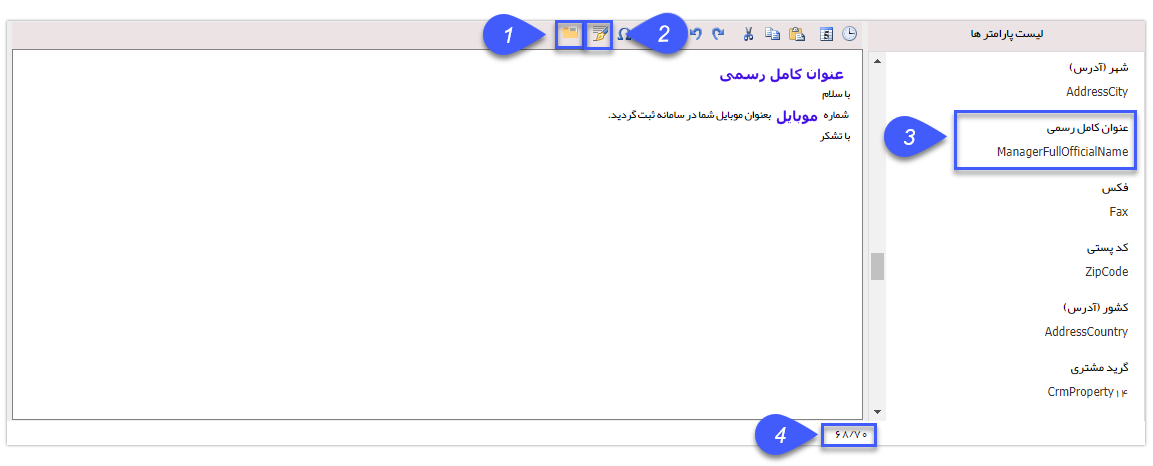 1
2
Ω
لیست پارامتر ها
عنوان کامل رسمی
با سلام
شماره موبایل بعنوان موبایل شما در سامانه ثبت گردید.
با تشکر
شهر (آدرس)
AddressCity
3
عنوان کامل رسمی
ManagerFullOfficialName
فکس
Fax
کد پستی
ZipCode
کشور (آدرس)
AddressCountry
گرید مشتری
CrmProperty۱۴
4
۶۸/۷۰